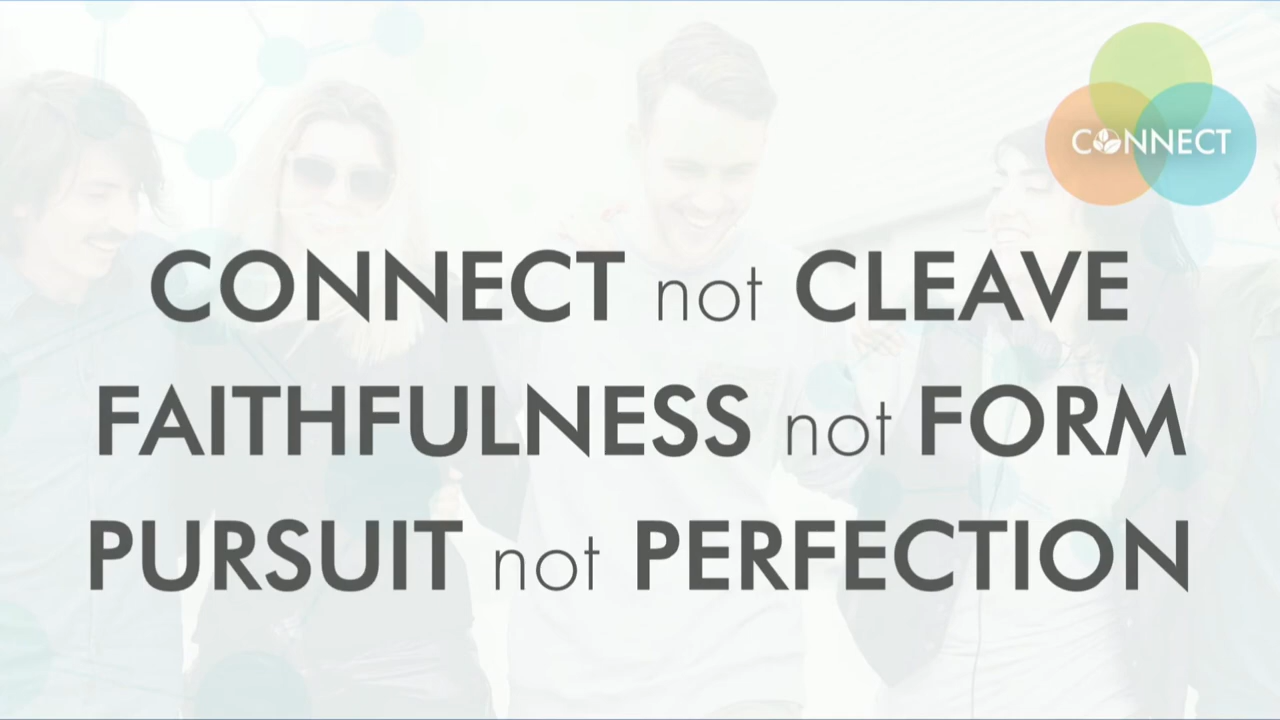 CONNECT
CONNECT not CLEAVE
FAITHFULNESS not FORM
PURSUIT not PERFECTION